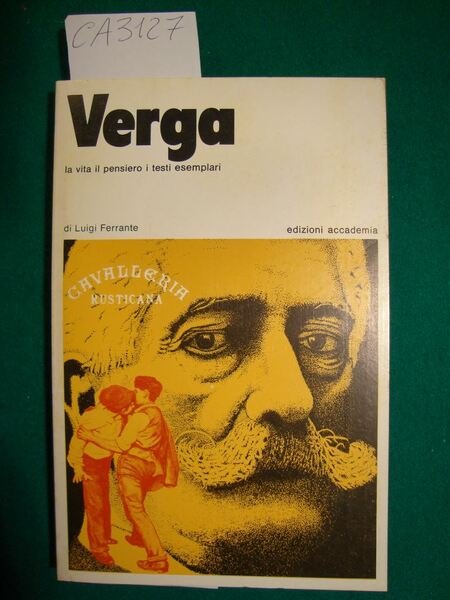 CA3127
Verga
la vita il pensiero i testi esemplari
di Luigi Ferrante
edizioni accademia
CAVALLERIA
RUSTICANA